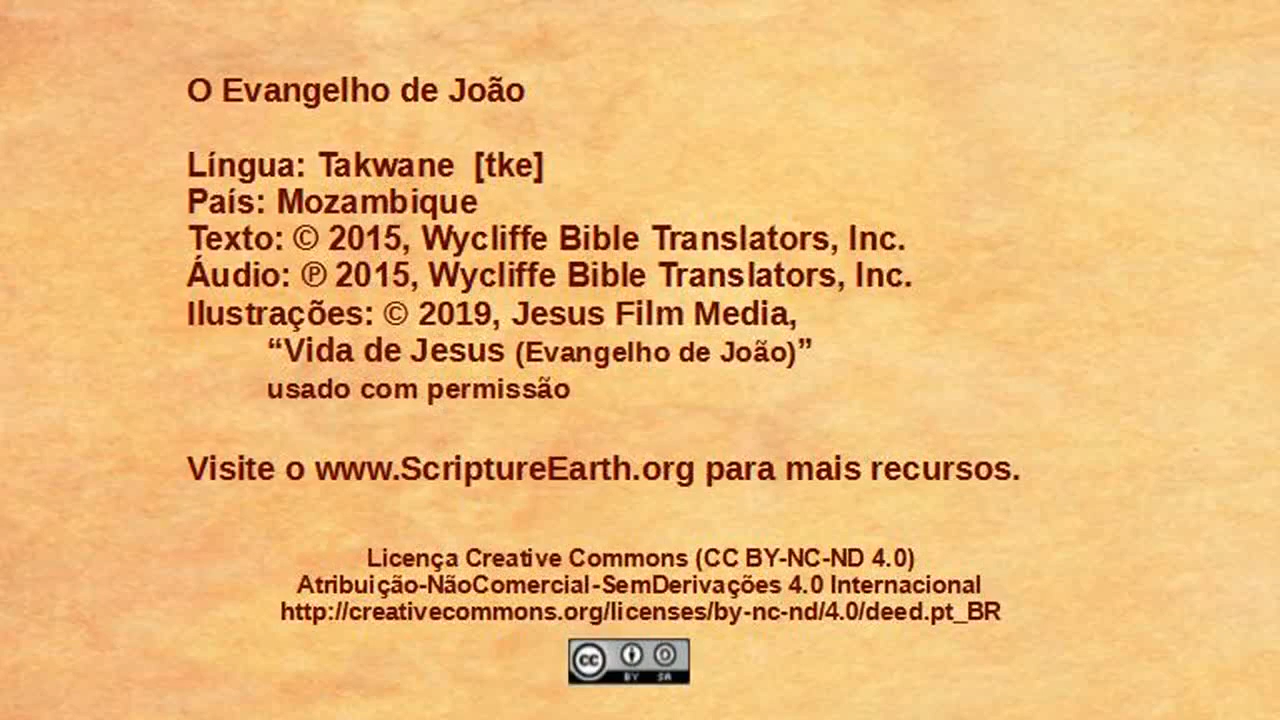 O Evangelho de João
Língua: Takwane [tke]
País: Mozambique
Texto: © 2015, Wycliffe Bible Translators, Inc.
Áudio: ℗ 2015, Wycliffe Bible Translators, Inc.
Ilustrações: © 2019, Jesus Film Media,
“Vida de Jesus (Evangelho de João)”
usado com permissão
Visite o www.ScriptureEarth.org para mais recursos.
Licença Creative Commons (CC BY-NC-ND 4.0)
Atribuição-NãoComercial-SemDerivações 4.0 Internacional
http://creativecommons.org/licenses/by-nc-nd/4.0/deed.pt_BR
cc
BY SA